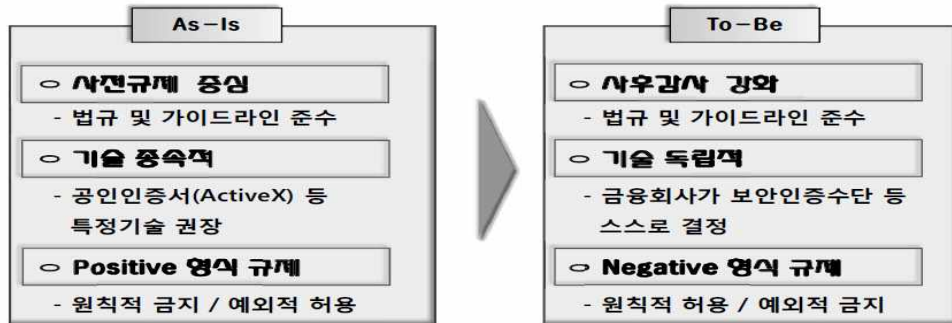 As-Is
○ 사전규제 중심
- 법규 및 가이드라인 준수
○ 기술 종속적
- 공인인증서(ActiveX) 등
특정기술 권장
○ Positive 형식 규제
- 원칙적 금지 / 예외적 허용
To-Be
○ 사후감사 강화
- 법규 및 가이드라인 준수
○ 기술 독립적
- 금융회사가 보안인증수단 등
스스로 결정
○ Negative 형식 규제
- 원칙적 허용 / 예외적 금지